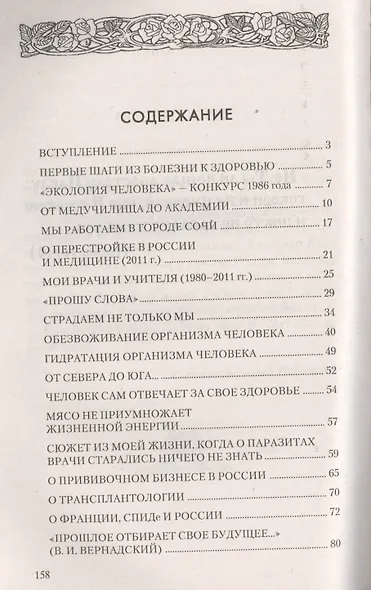 СОДЕРЖАНИЕ
ВСТУПЛЕНИЕ 3
ПЕРВЫЕ ШАГИ ИЗ БОЛЕЗНИ К ЗДОРОВЬЮ 5
«ЭКОЛОГИЯ ЧЕЛОВЕКА» – КОНКУРС 1986 года 7
ОТ МЕДУЧИЛИЩА ДО АКАДЕМИИ 10
МЫ РАБОТАЕМ В ГОРОДЕ СОЧИ 17
О ПЕРЕСТРОЙКЕ В РОССИИ
И МЕДИЦИНЕ (2011 г.) 21
МОИ ВРАЧИ И УЧИТЕЛЯ (1980–2011 гг.) 25
«ПРОШУ СЛОВА» 29
СТРАДАЕМ НЕ ТОЛЬКО МЫ 34
ОБЕЗВОЖИВАНИЕ ОРГАНИЗМА ЧЕЛОВЕКА 40
ГИДРАТАЦИЯ ОРГАНИЗМА ЧЕЛОВЕКА 49
ОТ СЕВЕРА ДО ЮГА... 52
ЧЕЛОВЕК САМ ОТВЕЧАЕТ ЗА СВОЕ ЗДОРОВЬЕ 54
МЯСО НЕ ПРИУМНОЖАЕТ
ЖИЗНЕННОЙ ЭНЕРГИИ 57
СЮЖЕТ ИЗ МОЕЙ ЖИЗНИ, КОГДА О ПАРАЗИТАХ
ВРАЧИ СТАРАЛИСЬ НИЧЕГО НЕ ЗНАТЬ 59
О ПРИВИВОЧНОМ БИЗНЕСЕ В РОССИИ 65
О ТРАНСПЛАНТОЛОГИИ 70
О ФРАНЦИИ, СПИДе И РОССИИ 72
«ПРОШЛОЕ ОТБИРАЕТ СВОЕ БУДУЩЕЕ...»
(В. И. ВЕРНАДСКИЙ) 80
158